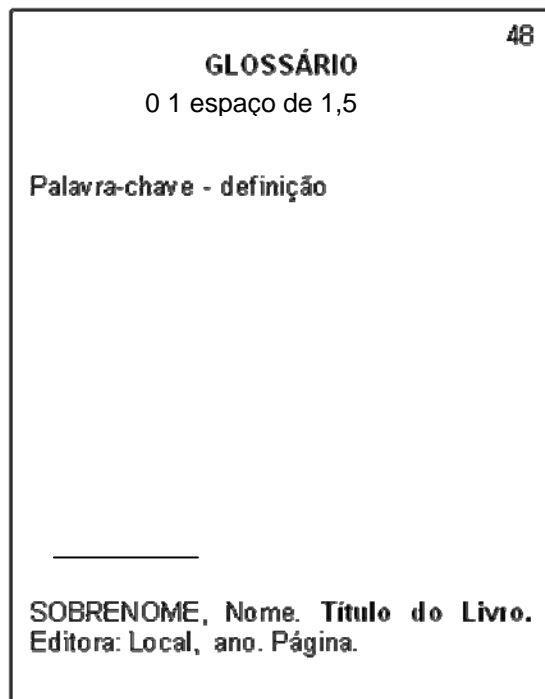 48
GLOSSÁRIO
0 1 espaço de 1,5
Palavra-chave - definição
SOBRENOME, Nome. Título do Livro.
Editora: Local, ano. Página.